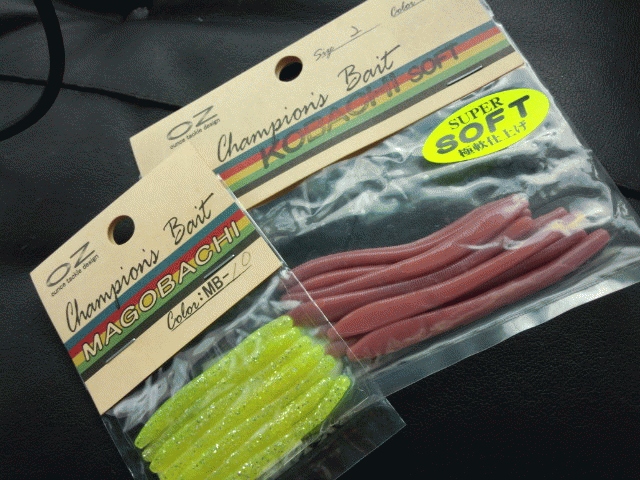 Size 2 Color
OZ
ounce tackle design
Champion's Bait
KOBACHI SOFT
SUPER
SOFT
極軟仕上げ
OZ
ounce tackle design
Champion's Bait
MAGOBACHI
Color: MB-10